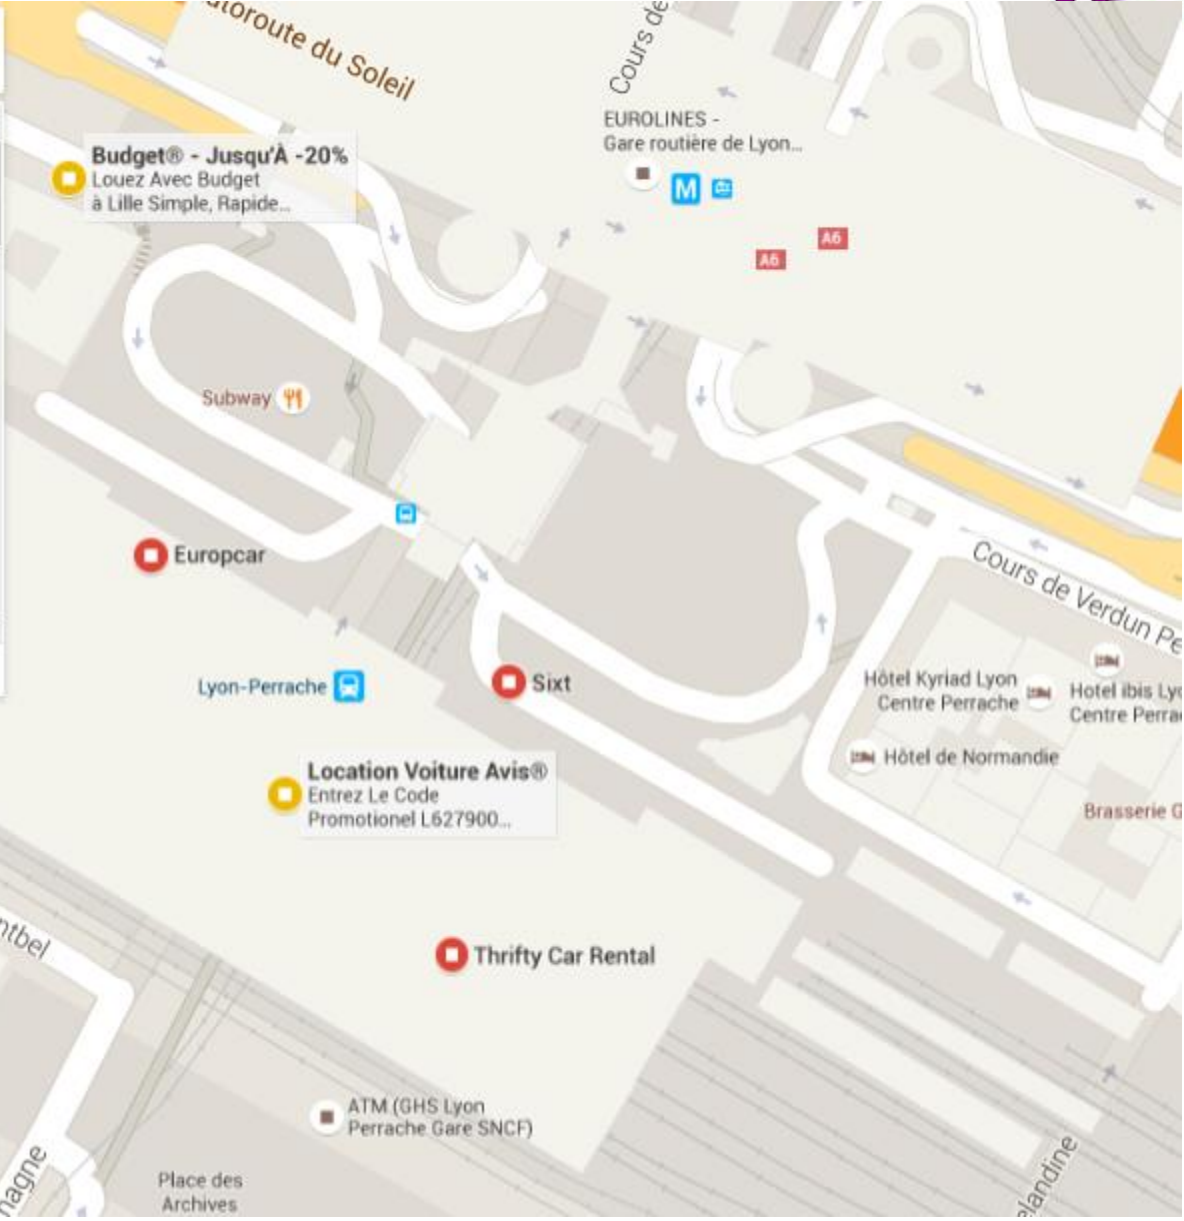 utoroute du Soleil
Cours de
EUROLINES -
Gare routière de Lyon...
M
A6
A6
Budget® - Jusqu'À -20%
Louez Avec Budget
à Lille Simple, Rapide...
Subway
Europcar
Cours de Verdun Pe
Lyon-Perrache
Sixt
Hôtel Kyriad Lyon
Centre Perrache
Hotel ibis Lyo
Centre Perra
Hôtel de Normandie
Location Voiture Avis®
Entrez Le Code
Promotionel L627900...
Brasserie G
ntbel
Thrifty Car Rental
ATM (GHS Lyon
Perrache Gare SNCF)
Place des
Archives
magne
elandine